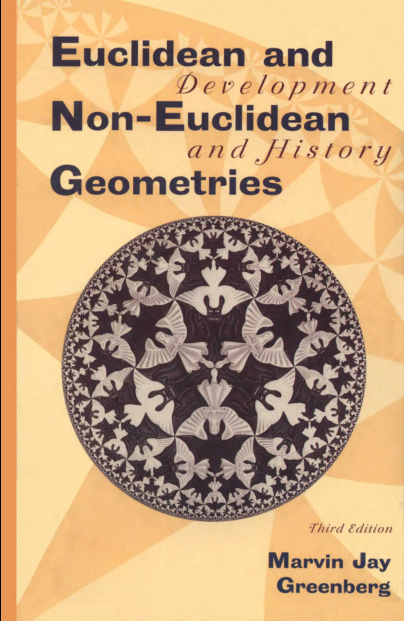 Euclidean and
Development
Non-Euclidean
and History
Geometries
Third Edition
Marvin Jay
Greenberg